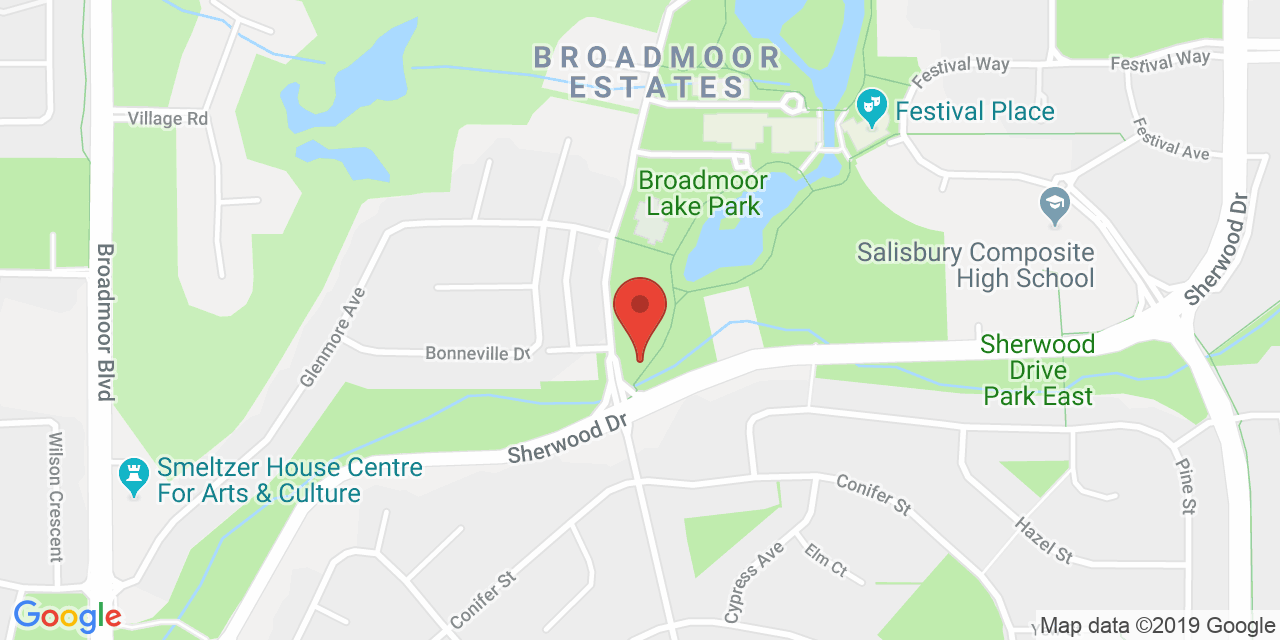 BROADMOOR
ESTATES
Festival Way
Festival Way
Village Rd
Festival Place
Festival Ave
Broadmoor
Lake Park
Sherwood Dr
Salisbury Composite
High School
Broadmoor Blvd
Glenmore Ave
Bonneville Dr
Sherwood
Drive
Park East
Sherwood Dr
Wilson Crescent
Smeltzer House Centre
For Arts & Culture
Pine St
Conifer St
Hazel St
Cypress Ave
Elm Ct
Conifer St
Google
Map data ©2019 Google